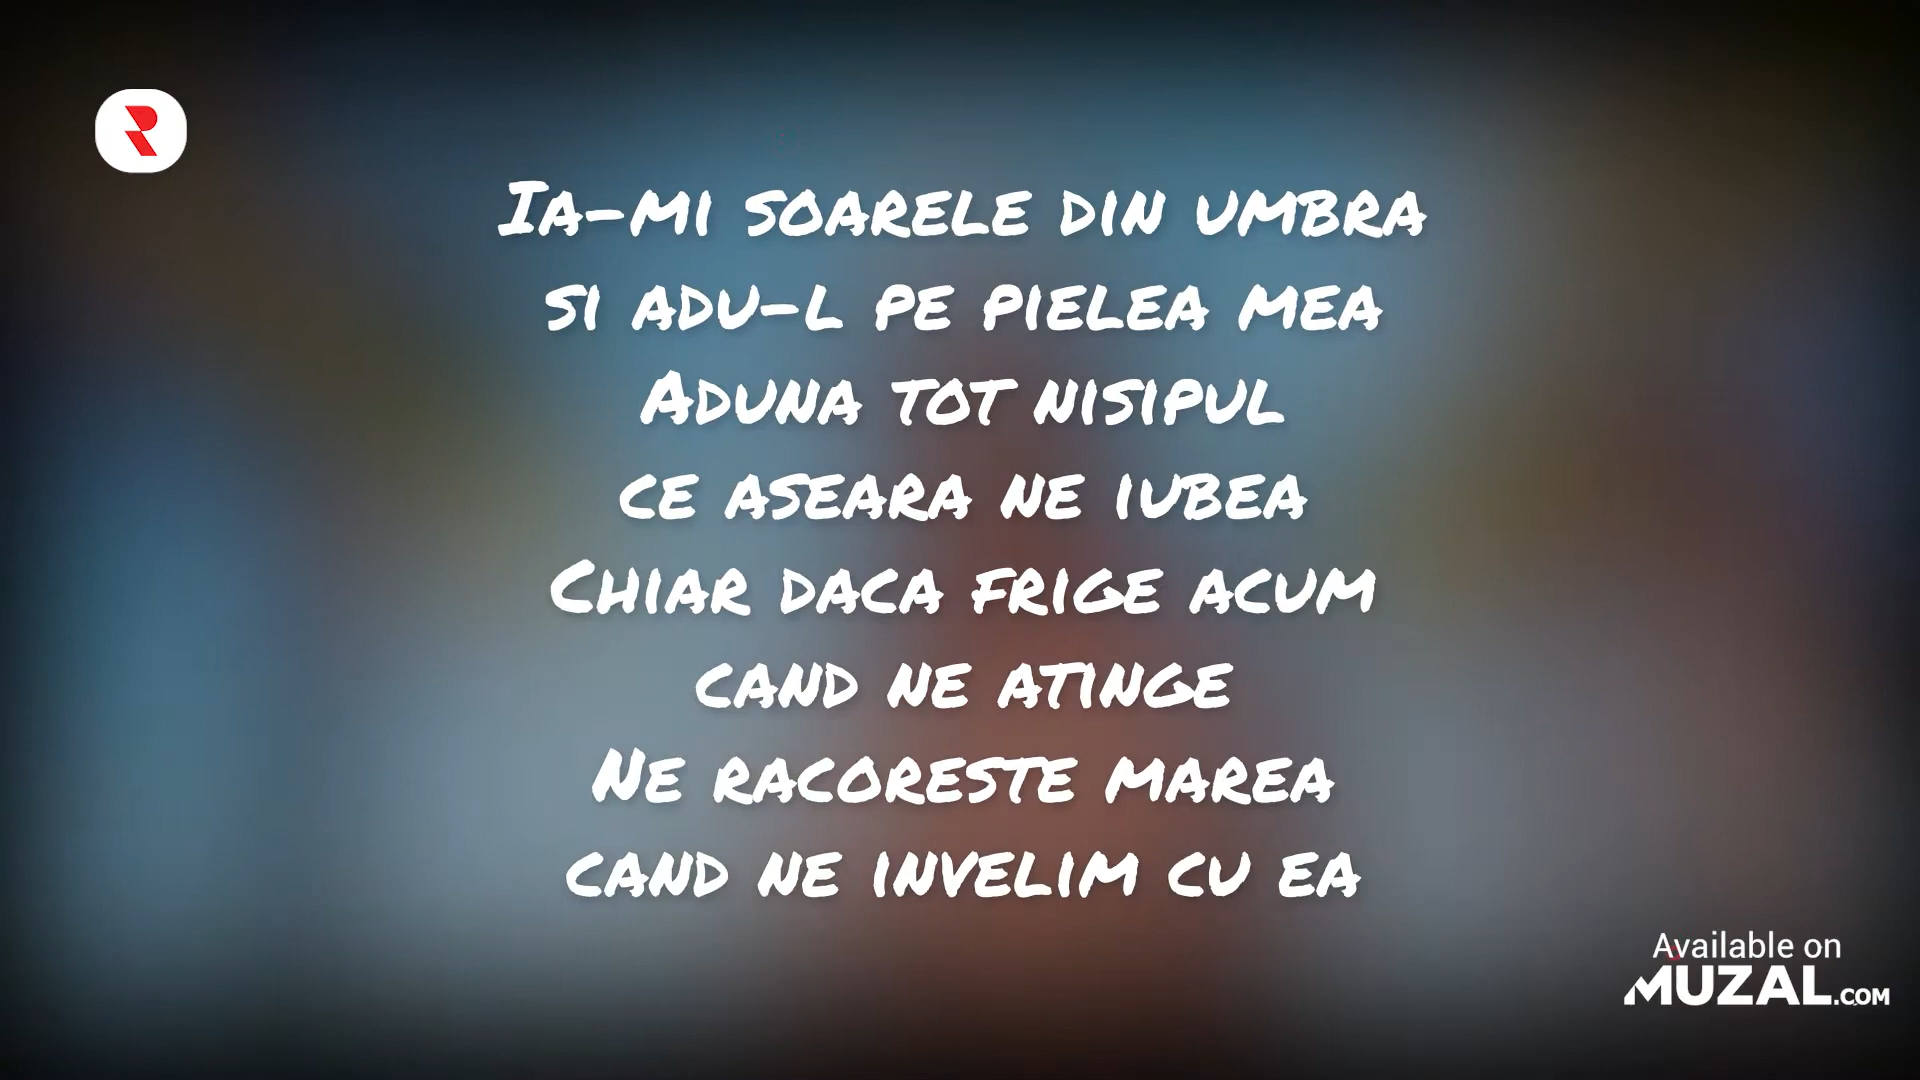 Ia-mi soarele din umbra
si adu-l pe pielea mea
Aduna tot nisipul
ce aseara ne iubea
Chiar daca frige acum
cand ne atinge
Ne racoreste marea
cand ne invelim cu ea
Available on
MUZAL.COM